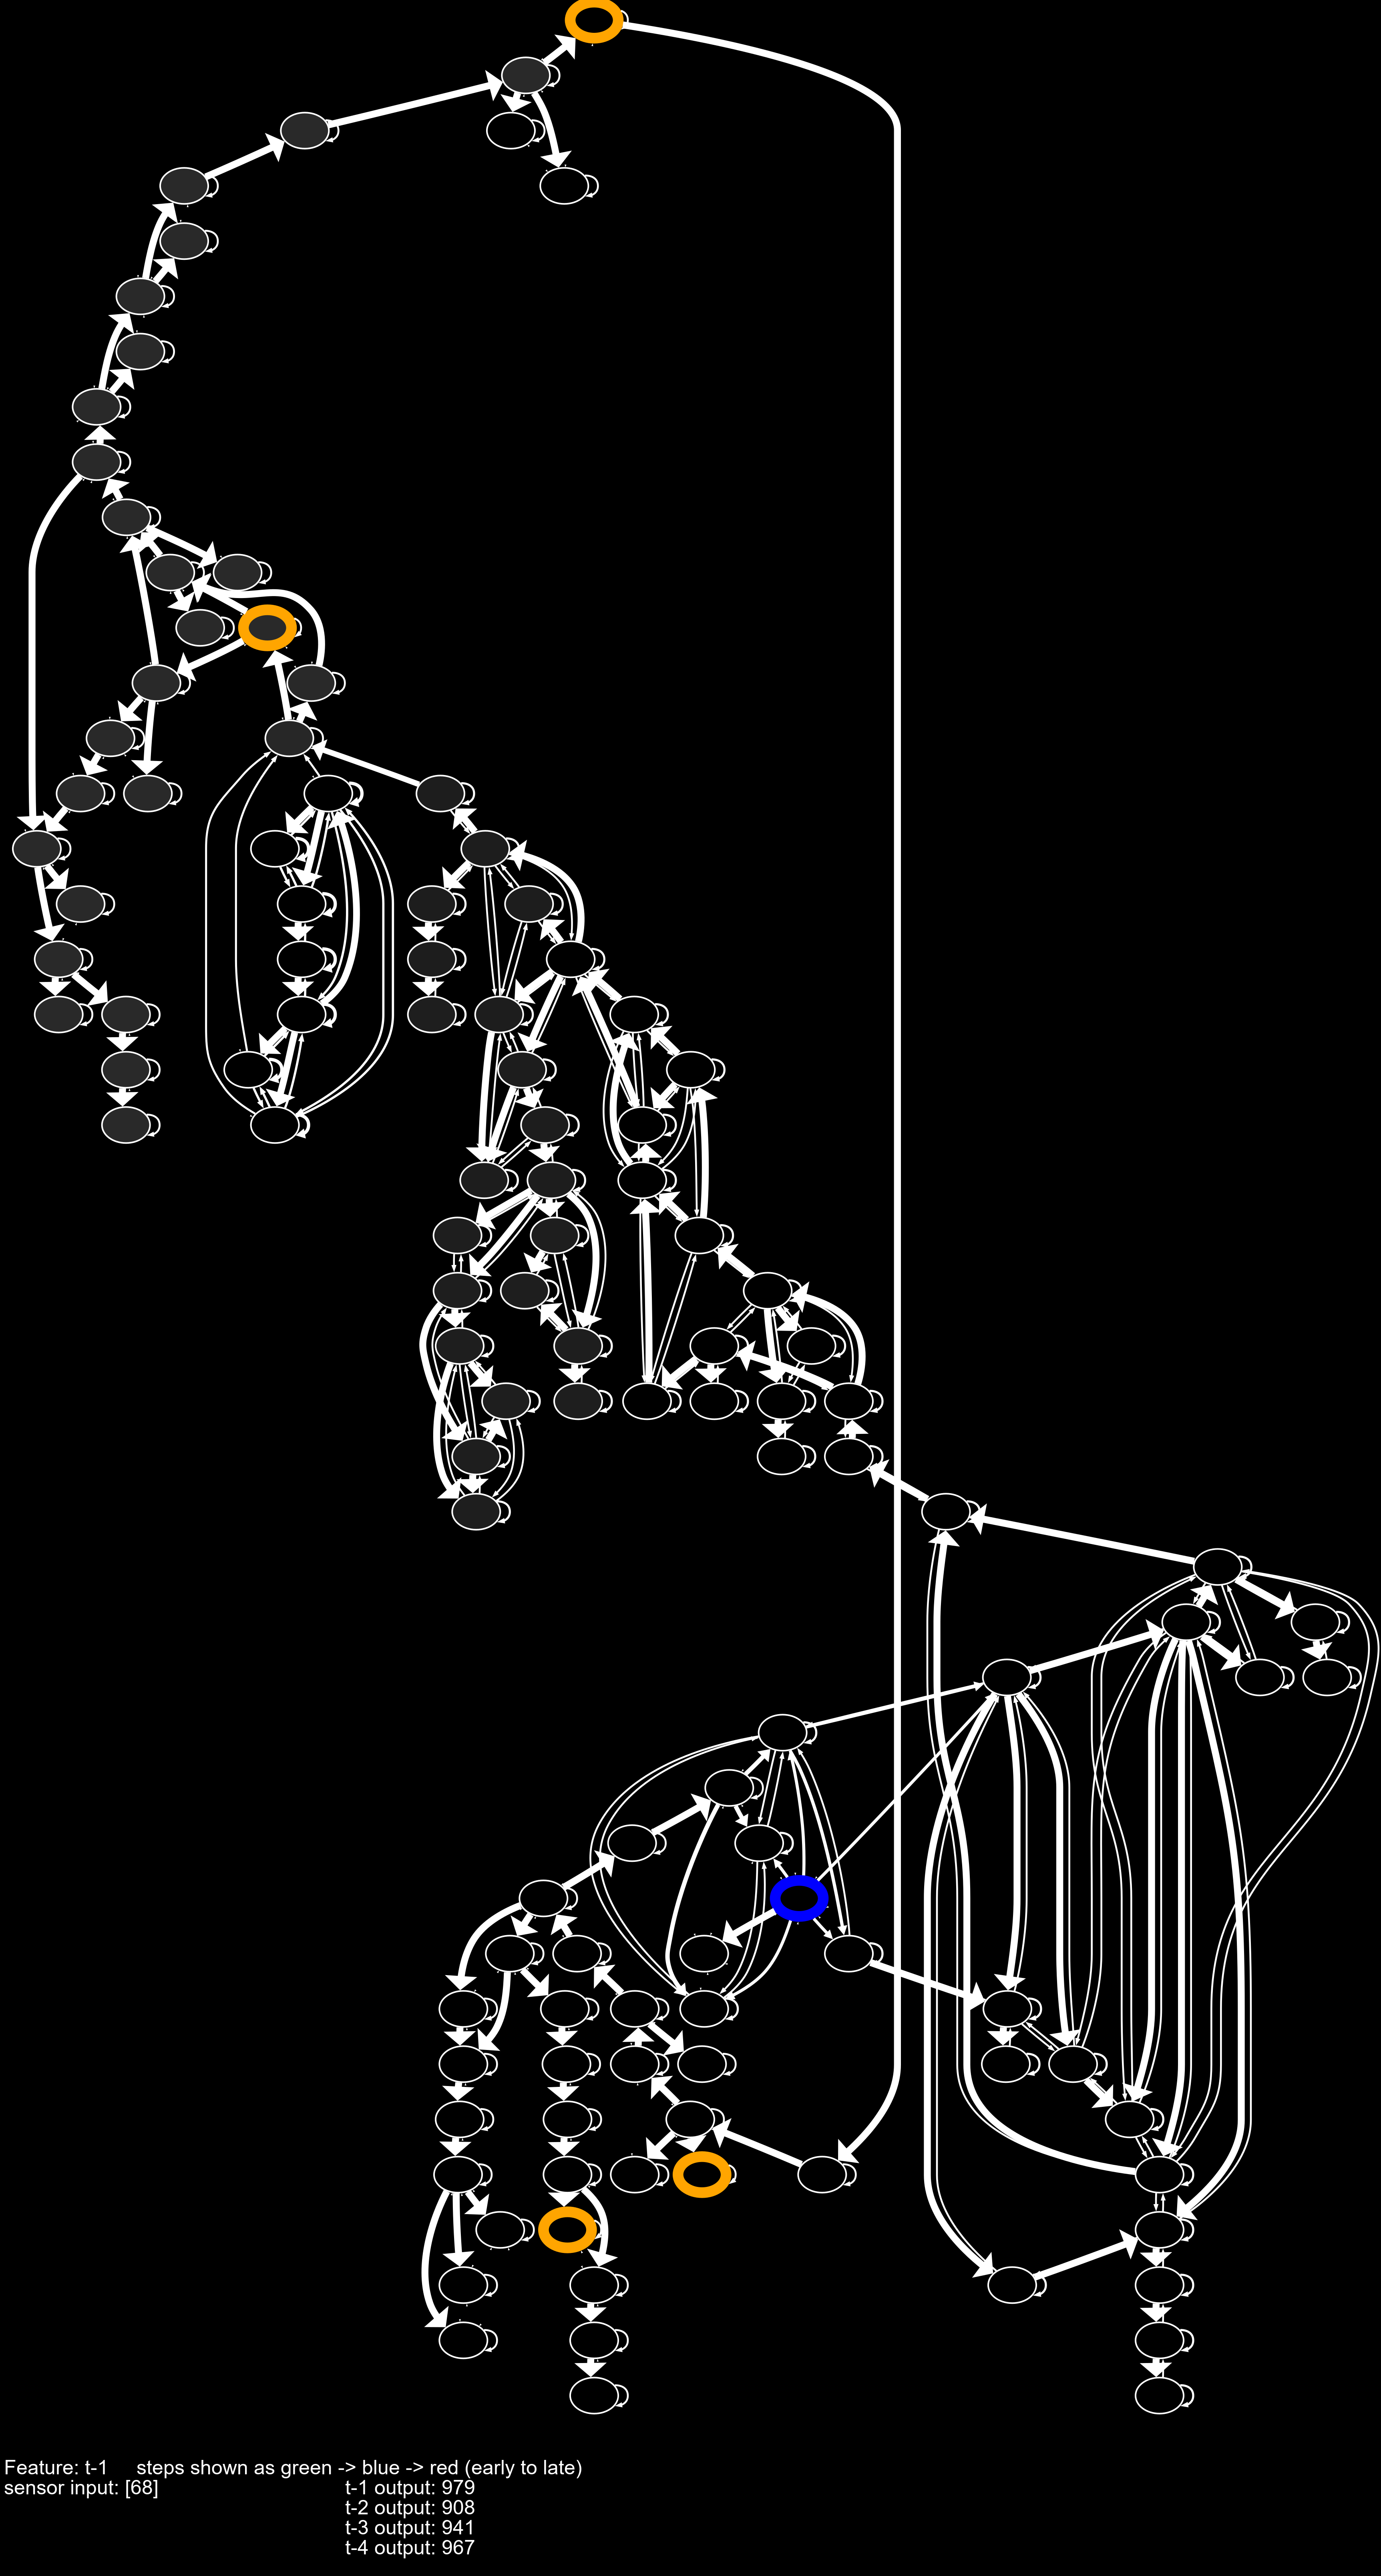 Feature: t-1 steps shown as green -> blue -> red (early to late)
sensor input: [68] t-1 output: 979
t-2 output: 908
t-3 output: 941
t-4 output: 967